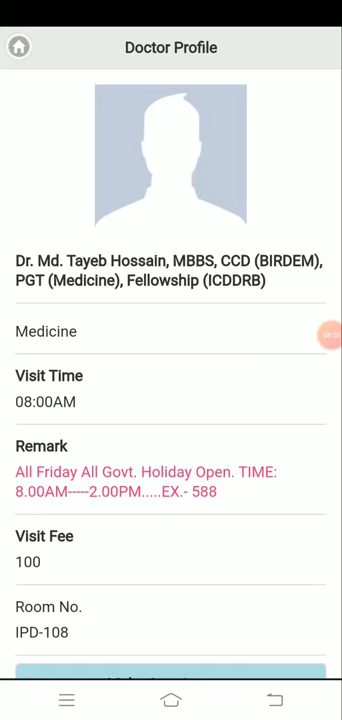 Doctor Profile
Dr. Md. Tayeb Hossain, MBBS, CCD (BIRDEM),
PGT (Medicine), Fellowship (ICDDRB)
Medicine
Visit Time
08:00AM
Remark
All Friday All Govt. Holiday Open. TIME:
8.00AM-----2.00PM.....EX.- 588
Visit Fee
100
Room No.
IPD-108